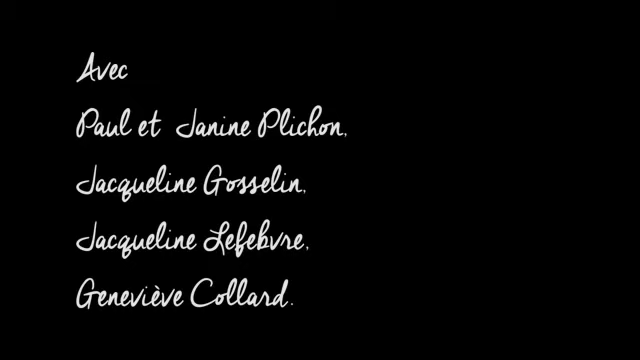 Avec
Paul et Janine Plichon,
Jacqueline Gosselin,
Jacqueline Lefebvre,
Geneviève Collard.